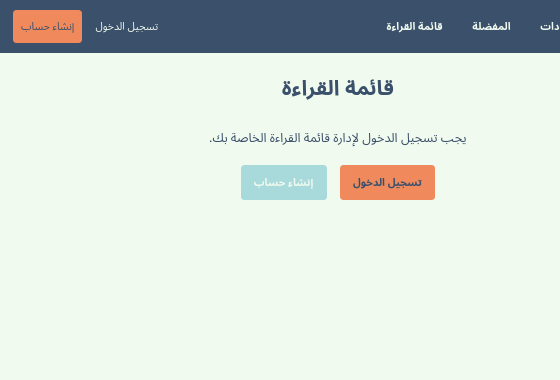 دات المفضلة قائمة القراءة تسجيل الدخول إنشاء حساب
قائمة القراءة
يجب تسجيل الدخول لإدارة قائمة القراءة الخاصة بك.
تسجيل الدخول إنشاء حساب